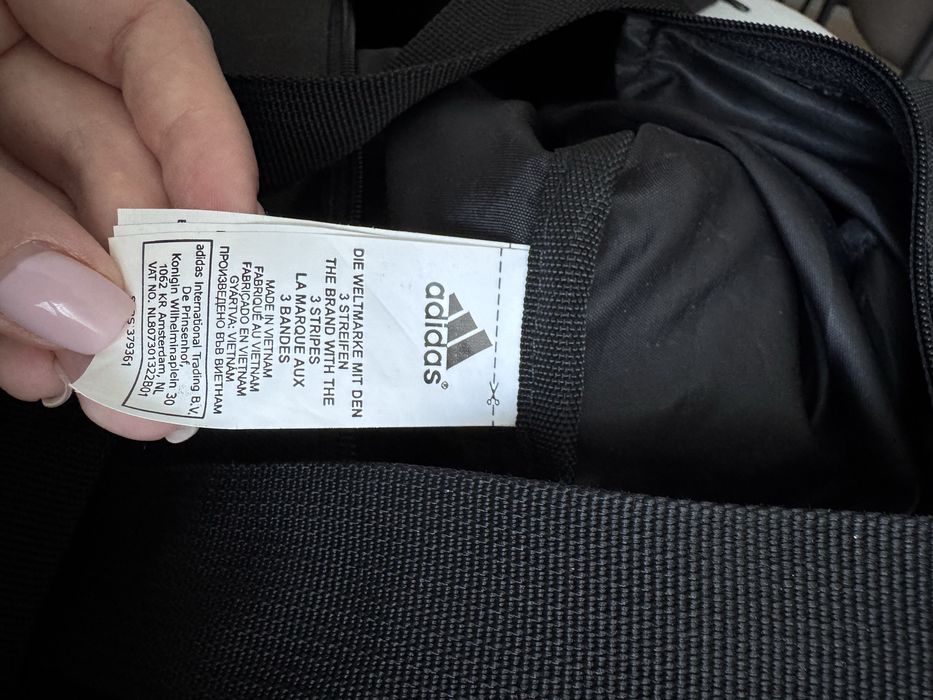 adidas®
DIE WELTMARKE MIT DEN
3 STREIFEN
THE BRAND WITH THE
3 STRIPES
LA MARQUE AUX
3 BANDES
MADE IN VIETNAM
FABRIQUÉ AU VIETNAM
FABRICADO EN VIETNAM
GYÁRTVA: VIETNÁM
ПРОИЗВЕДЕНО ВЪВ ВИЕТНАМ
adidas International Trading B.V.
De Prinsenhof,
Konigin Wilhelminaplein 30
1062 KR Amsterdam, NL
VAT NO. NL807301322B01
379361